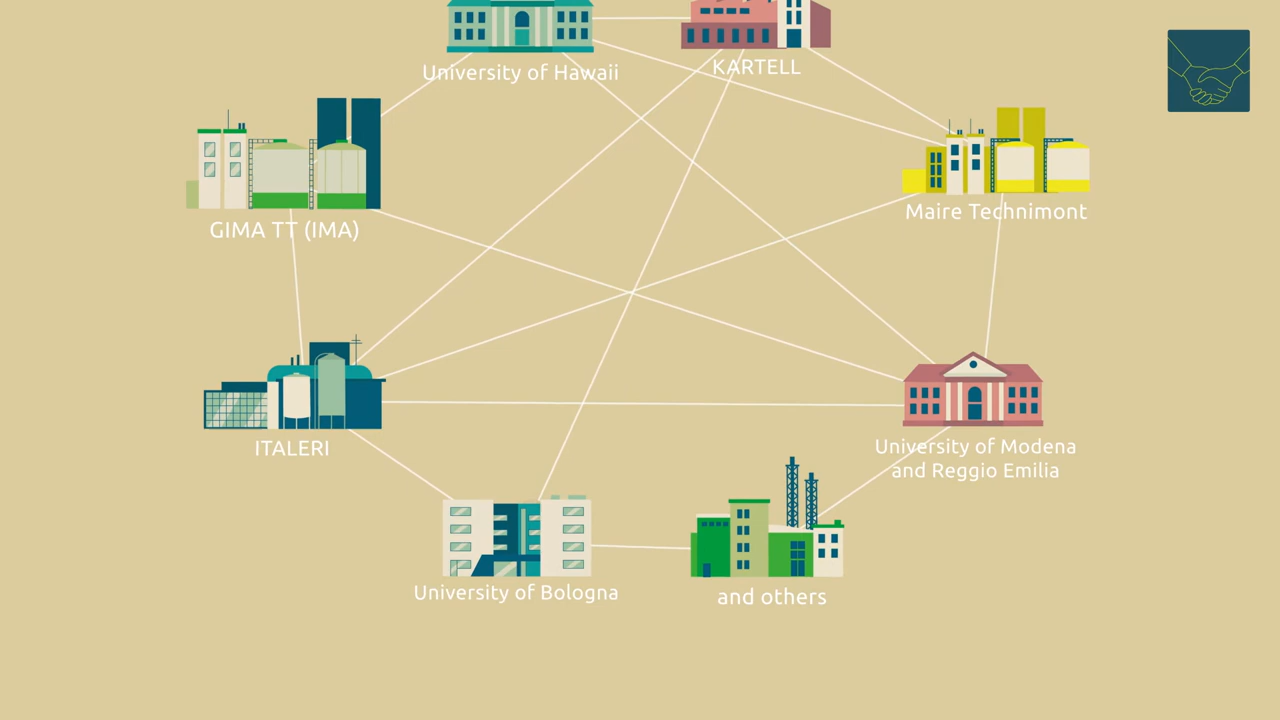 University of Hawaii
KARTELL
GIMA TT (IMA)
Maire Technimont
ITALERI
University of Modena
and Reggio Emilia
University of Bologna
and others